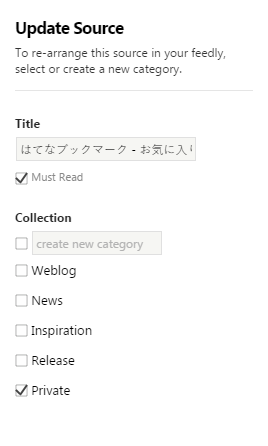 Update Source
To re-arrange this source in your feedly,
select or create a new category.
Title
はてなブックマーク - お気に入り
Must Read
Collection
create new category
Weblog
News
Inspiration
Release
Private